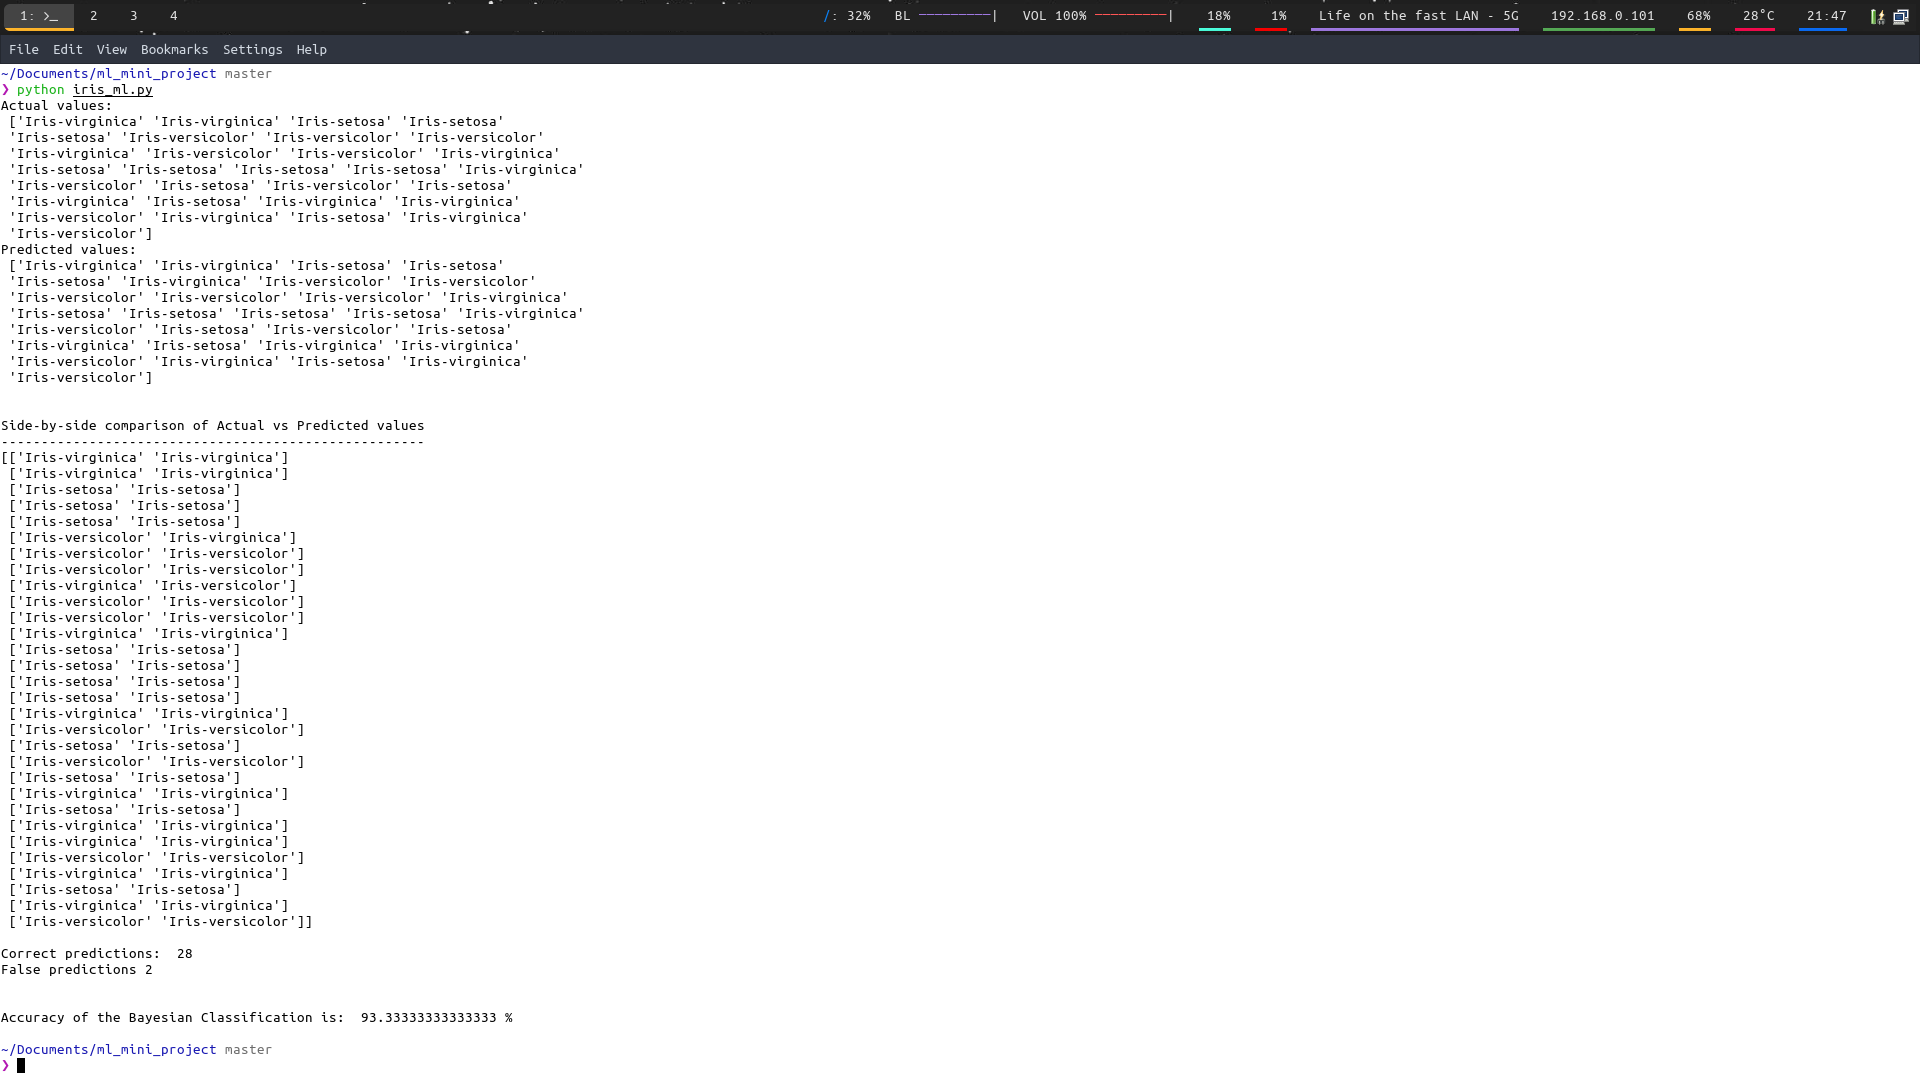 1: >_ 2 3 4 /: 32% BL ─────────| VOL 100% ─────────| 18% 1% Life on the fast LAN - 5G 192.168.0.101 68% 28°C 21:47
File Edit View Bookmarks Settings Help
~/Documents/ml_mini_project master
❯ python iris_ml.py
Actual values:
 ['Iris-virginica' 'Iris-virginica' 'Iris-setosa' 'Iris-setosa'
 'Iris-setosa' 'Iris-versicolor' 'Iris-versicolor' 'Iris-versicolor'
 'Iris-virginica' 'Iris-versicolor' 'Iris-versicolor' 'Iris-virginica'
 'Iris-setosa' 'Iris-setosa' 'Iris-setosa' 'Iris-setosa' 'Iris-virginica'
 'Iris-versicolor' 'Iris-setosa' 'Iris-versicolor' 'Iris-setosa'
 'Iris-virginica' 'Iris-setosa' 'Iris-virginica' 'Iris-virginica'
 'Iris-versicolor' 'Iris-virginica' 'Iris-setosa' 'Iris-virginica'
 'Iris-versicolor']
Predicted values:
 ['Iris-virginica' 'Iris-virginica' 'Iris-setosa' 'Iris-setosa'
 'Iris-setosa' 'Iris-virginica' 'Iris-versicolor' 'Iris-versicolor'
 'Iris-versicolor' 'Iris-versicolor' 'Iris-versicolor' 'Iris-virginica'
 'Iris-setosa' 'Iris-setosa' 'Iris-setosa' 'Iris-setosa' 'Iris-virginica'
 'Iris-versicolor' 'Iris-setosa' 'Iris-versicolor' 'Iris-setosa'
 'Iris-virginica' 'Iris-setosa' 'Iris-virginica' 'Iris-virginica'
 'Iris-versicolor' 'Iris-virginica' 'Iris-setosa' 'Iris-virginica'
 'Iris-versicolor']
Side-by-side comparison of Actual vs Predicted values
-----------------------------------------------------
[['Iris-virginica' 'Iris-virginica']
 ['Iris-virginica' 'Iris-virginica']
 ['Iris-setosa' 'Iris-setosa']
 ['Iris-setosa' 'Iris-setosa']
 ['Iris-setosa' 'Iris-setosa']
 ['Iris-versicolor' 'Iris-virginica']
 ['Iris-versicolor' 'Iris-versicolor']
 ['Iris-versicolor' 'Iris-versicolor']
 ['Iris-virginica' 'Iris-versicolor']
 ['Iris-versicolor' 'Iris-versicolor']
 ['Iris-versicolor' 'Iris-versicolor']
 ['Iris-virginica' 'Iris-virginica']
 ['Iris-setosa' 'Iris-setosa']
 ['Iris-setosa' 'Iris-setosa']
 ['Iris-setosa' 'Iris-setosa']
 ['Iris-setosa' 'Iris-setosa']
 ['Iris-virginica' 'Iris-virginica']
 ['Iris-versicolor' 'Iris-versicolor']
 ['Iris-setosa' 'Iris-setosa']
 ['Iris-versicolor' 'Iris-versicolor']
 ['Iris-setosa' 'Iris-setosa']
 ['Iris-virginica' 'Iris-virginica']
 ['Iris-setosa' 'Iris-setosa']
 ['Iris-virginica' 'Iris-virginica']
 ['Iris-virginica' 'Iris-virginica']
 ['Iris-versicolor' 'Iris-versicolor']
 ['Iris-virginica' 'Iris-virginica']
 ['Iris-setosa' 'Iris-setosa']
 ['Iris-virginica' 'Iris-virginica']
 ['Iris-versicolor' 'Iris-versicolor']]
Correct predictions:  28
False predictions 2
Accuracy of the Bayesian Classification is:  93.33333333333333 %
~/Documents/ml_mini_project master
❯